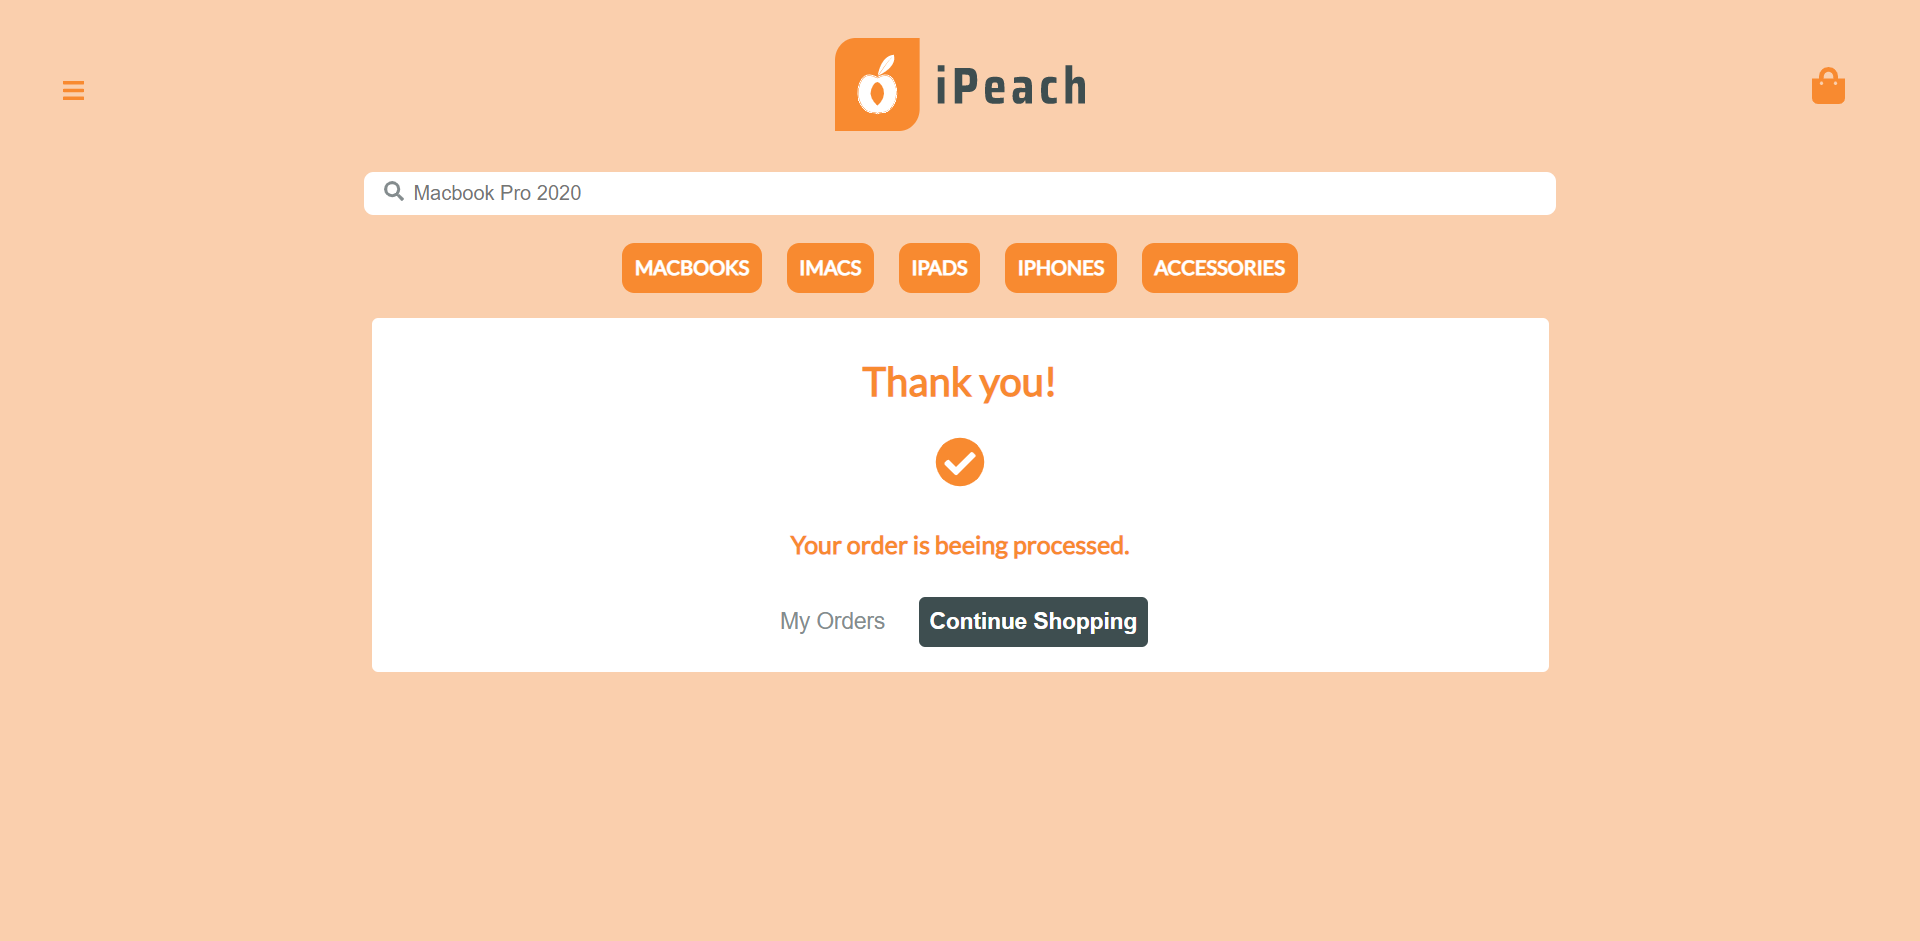 iPeach
Macbook Pro 2020
MACBOOKS IMACS IPADS IPHONES ACCESSORIES
Thank you!
Your order is beeing processed.
My Orders Continue Shopping